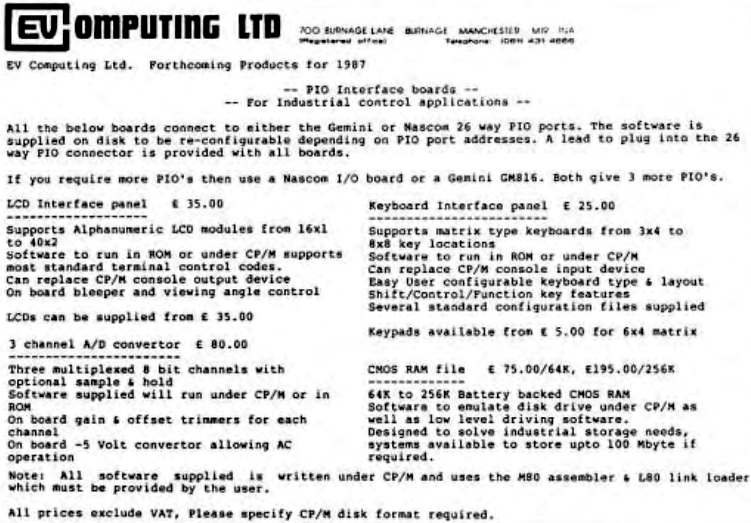 EV COMPUTING LTD
700 BURNAGE LANE BURNAGE MANCHESTER M19
(Registered office) Telephone: (061) 431 4866
EV Computing Ltd. Forthcoming Products for 1987
-- PIO Interface boards --
-- For Industrial control applications --
All the below boards connect to either the Gemini or Nascom 26 way PIO ports. The software is
supplied on disk to be re-configurable depending on PIO port addresses. A lead to plug into the 26
way PIO connector is provided with all boards.
If you require more PIO's then use a Nascom I/O board or a Gemini GM816. Both give 3 more PIO's.
LCD Interface panel £ 35.00
-------------------
Supports Alphanumeric LCD modules from 16x1
to 40x2
Software to run in ROM or under CP/M supports
most standard terminal control codes.
Can replace CP/M console output device
On board bleeper and viewing angle control
LCDs can be supplied from £ 35.00
3 channel A/D convertor £ 80.00
-----------------------
Three multiplexed 8 bit channels with
optional sample & hold
Software supplied will run under CP/M or in
ROM
On board gain & offset trimmers for each
channel
On board -5 Volt convertor allowing AC
operation
Keyboard Interface panel £ 25.00
------------------------
Supports matrix type keyboards from 3x4 to
8x8 key locations
Software to run in ROM or under CP/M
Can replace CP/M console input device
Easy User configurable keyboard type & layout
Shift/Control/Function key features
Several standard configuration files supplied
Keypads available from £ 5.00 for 6x4 matrix
CMOS RAM file £ 75.00/64K, £195.00/256K
-------------
64K to 256K Battery backed CMOS RAM
Software to emulate disk drive under CP/M as
well as low level driving software.
Designed to solve industrial storage needs,
systems available to store upto 100 Mbyte if
required.
Note: All software supplied is written under CP/M and uses the M80 assembler & L80 link loader
which must be provided by the user.
All prices exclude VAT, Please specify CP/M disk format required.